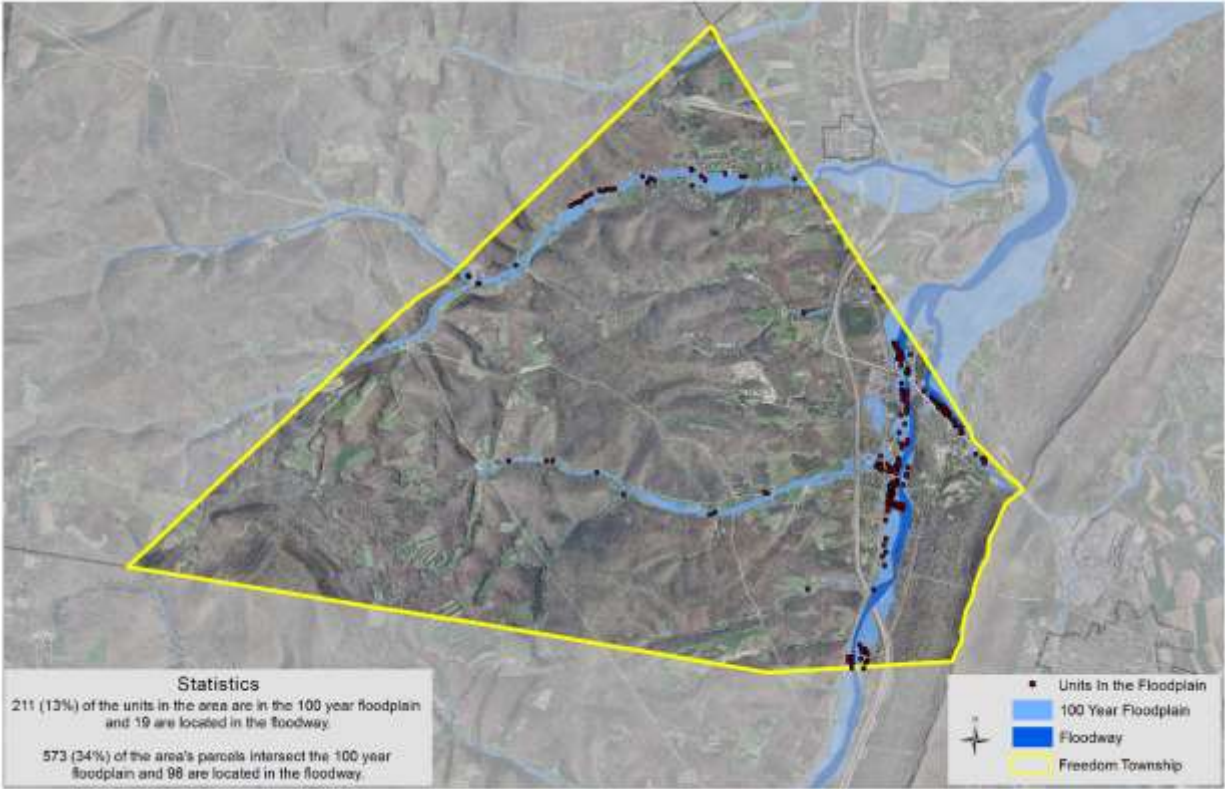 Statistics
211 (13%) of the units in the area are in the 100 year floodplain
and 19 are located in the floodway.
573 (34%) of the area's parcels intersect the 100 year
floodplain and 98 are located in the floodway.
Units In the Floodplain
100 Year Floodplain
Floodway
Freedom Township